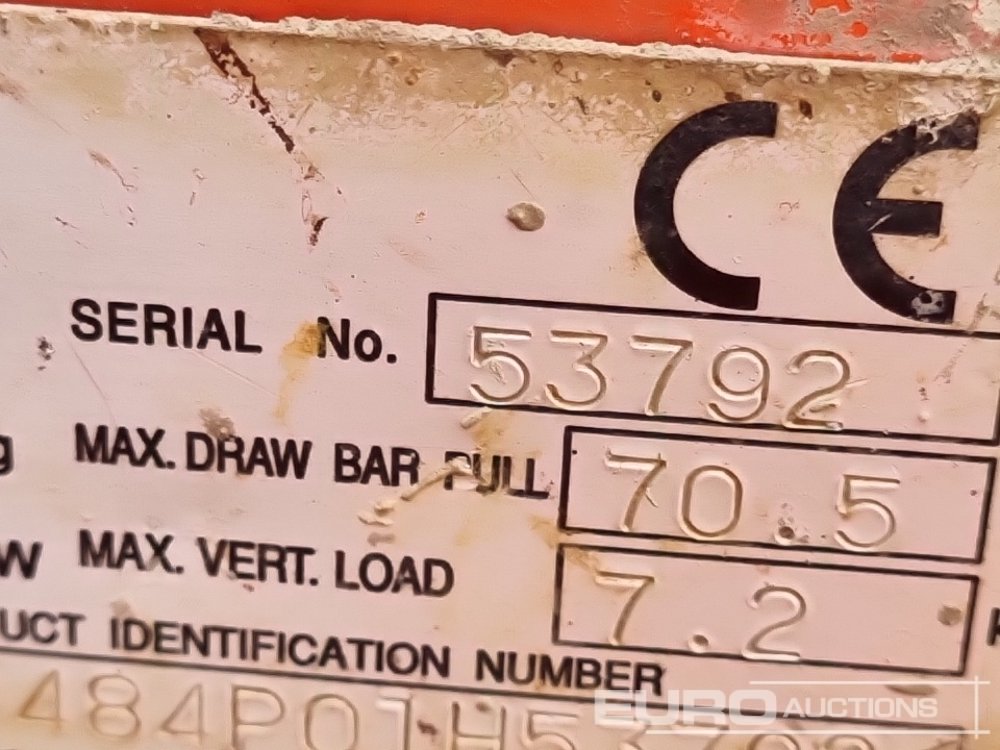 CE
SERIAL No. 53792
g MAX. DRAW BAR PULL 70.5
W MAX. VERT. LOAD 7.2
UCT IDENTIFICATION NUMBER
484P01H5379
EURO AUCTIONS